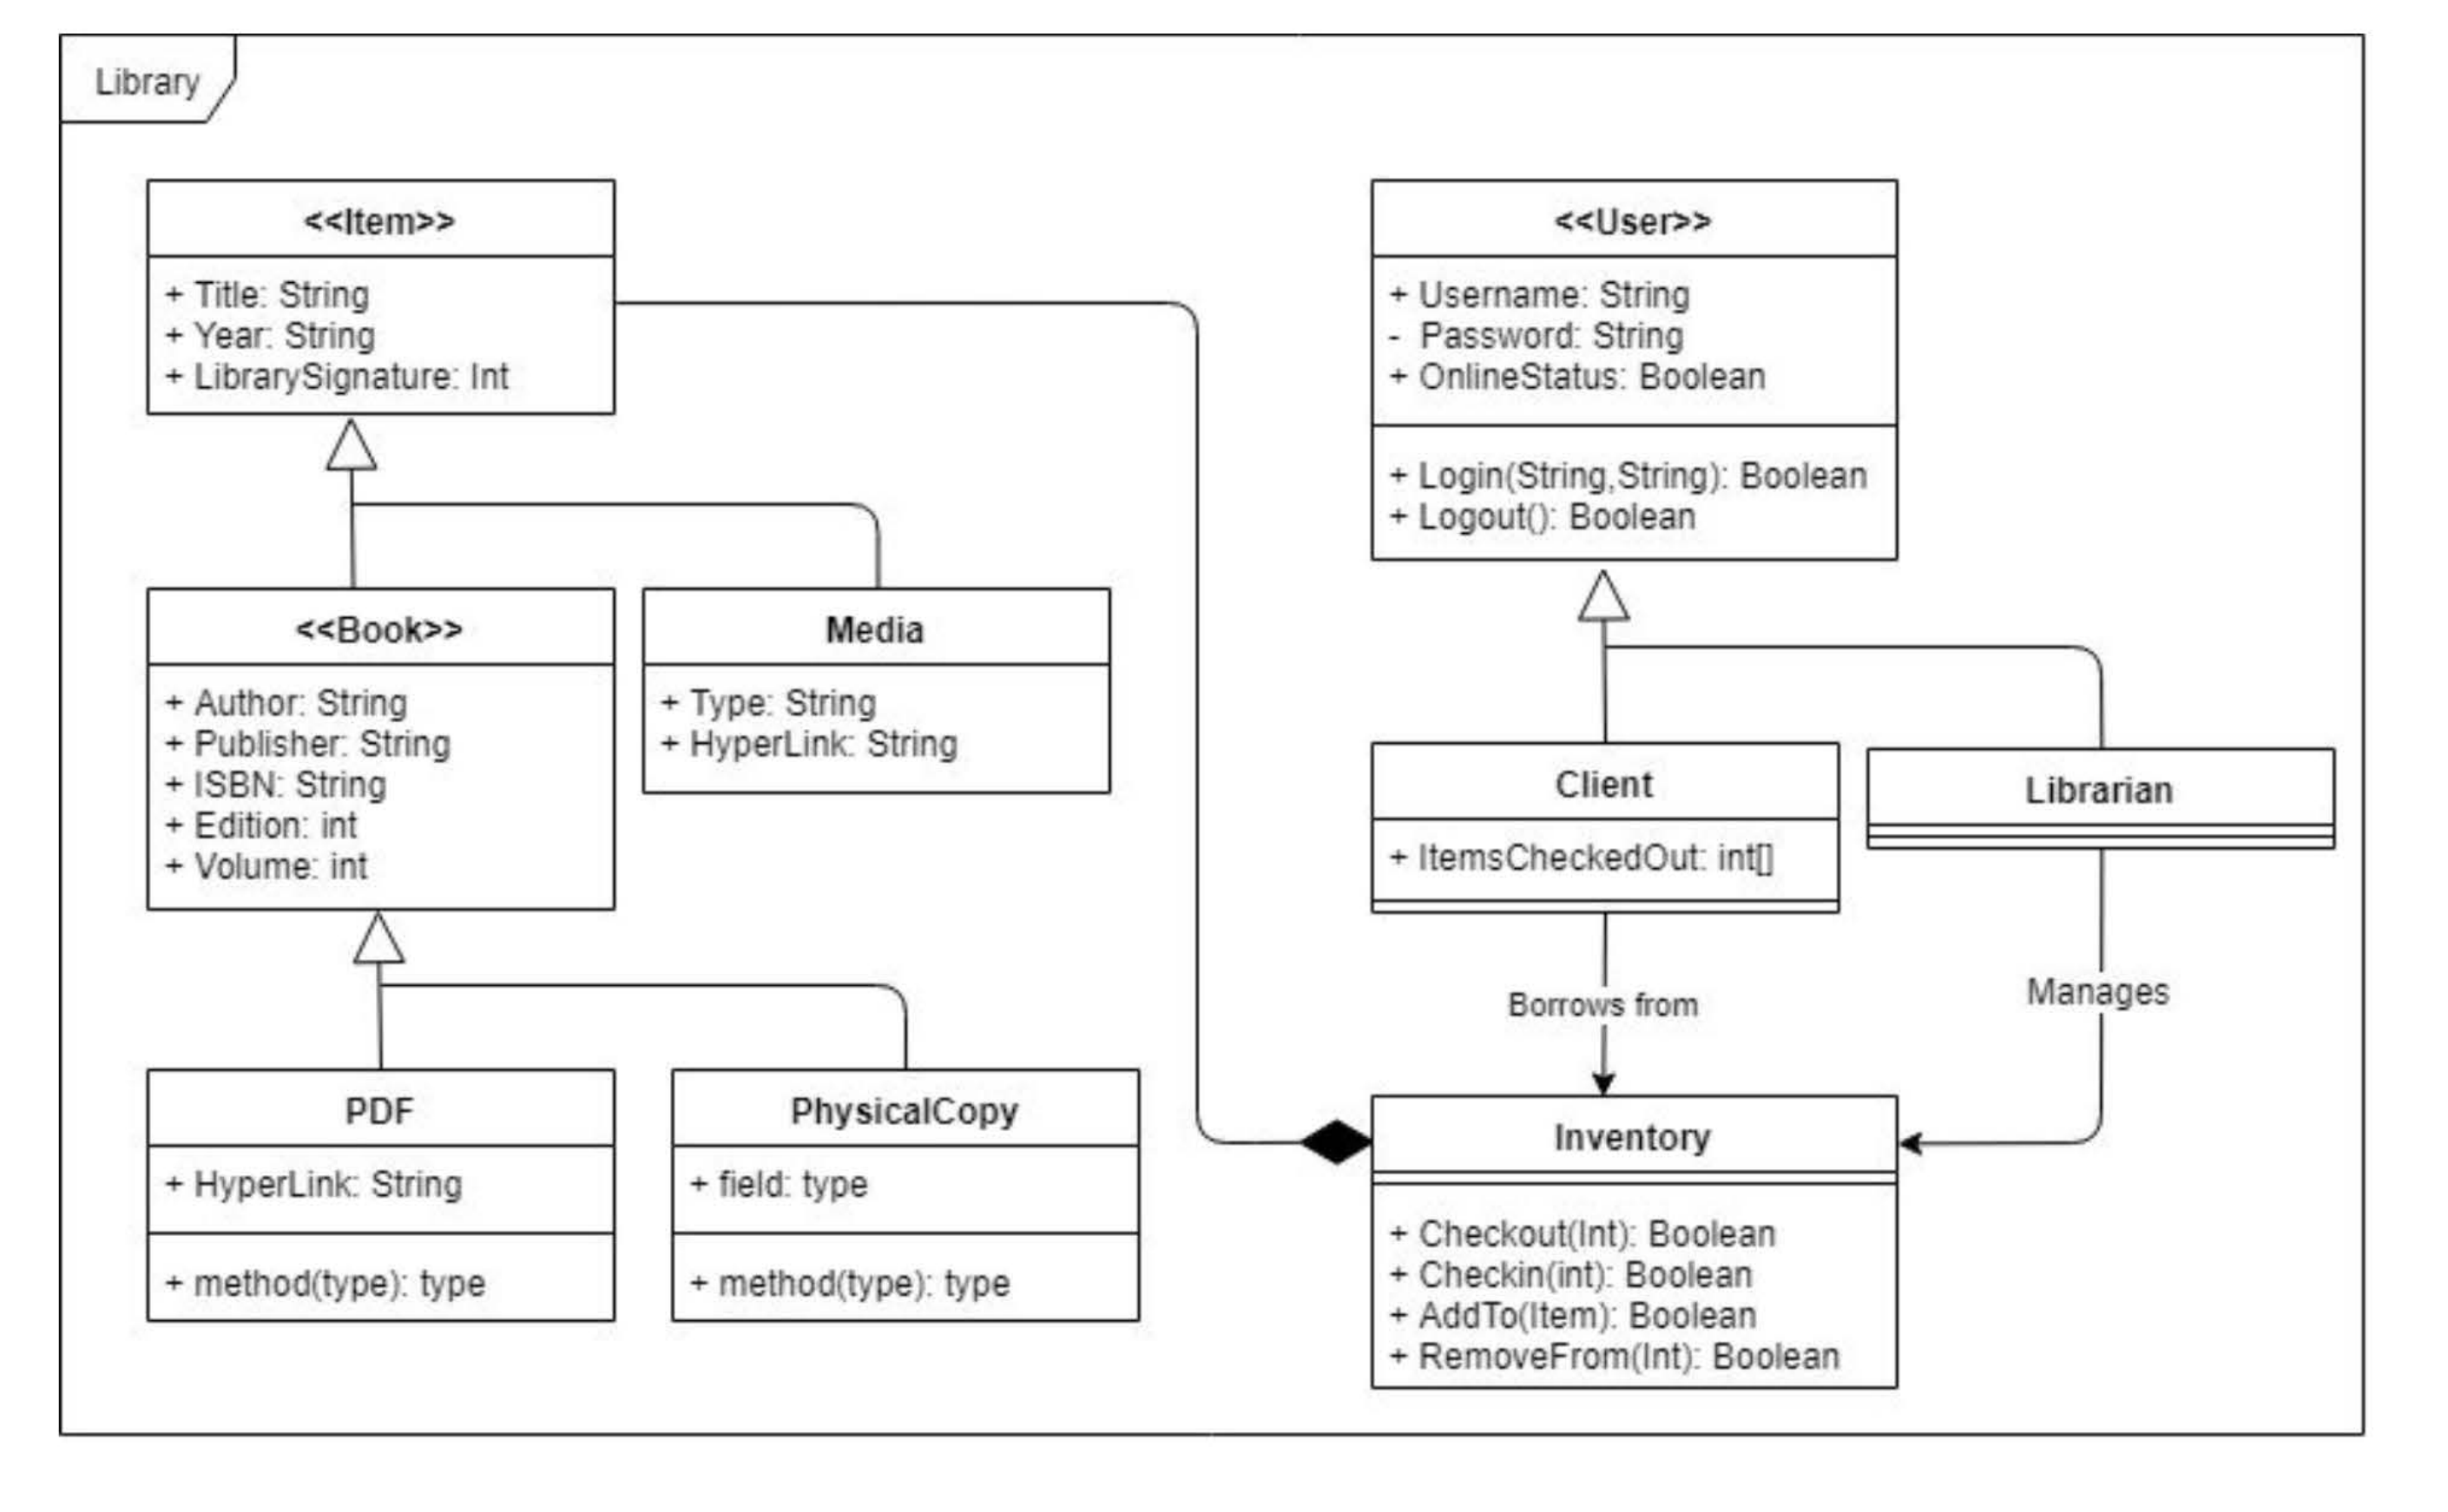 Library
<<Item>>
+ Title: String
+ Year: String
+ LibrarySignature: Int
<<User>>
+ Username: String
- Password: String
+ OnlineStatus: Boolean
+ Login(String,String): Boolean
+ Logout(): Boolean
<<Book>>
+ Author: String
+ Publisher: String
+ ISBN: String
+ Edition: int
+ Volume: int
Media
+ Type: String
+ HyperLink: String
Client
+ ItemsCheckedOut: int[]
Librarian
Borrows from
Manages
PDF
+ HyperLink: String
+ method(type): type
PhysicalCopy
+ field: type
+ method(type): type
Inventory
+ Checkout(Int): Boolean
+ Checkin(int): Boolean
+ AddTo(Item): Boolean
+ RemoveFrom(Int): Boolean